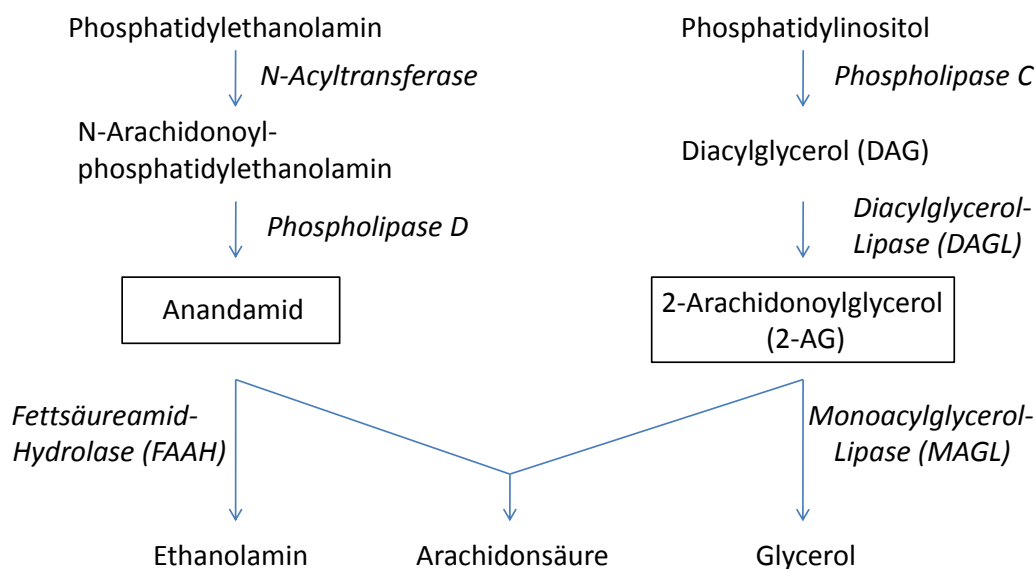 Phosphatidylethanolamin
Phosphatidylinositol
N-Acyltransferase
Phospholipase C
N-Arachidonoyl-
phosphatidylethanolamin
Diacylglycerol (DAG)
Phospholipase D
Diacylglycerol-
Lipase (DAGL)
Anandamid
2-Arachidonoylglycerol
(2-AG)
Fettsäureamid-
Hydrolase (FAAH)
Monoacylglycerol-
Lipase (MAGL)
Ethanolamin
Arachidonsäure
Glycerol